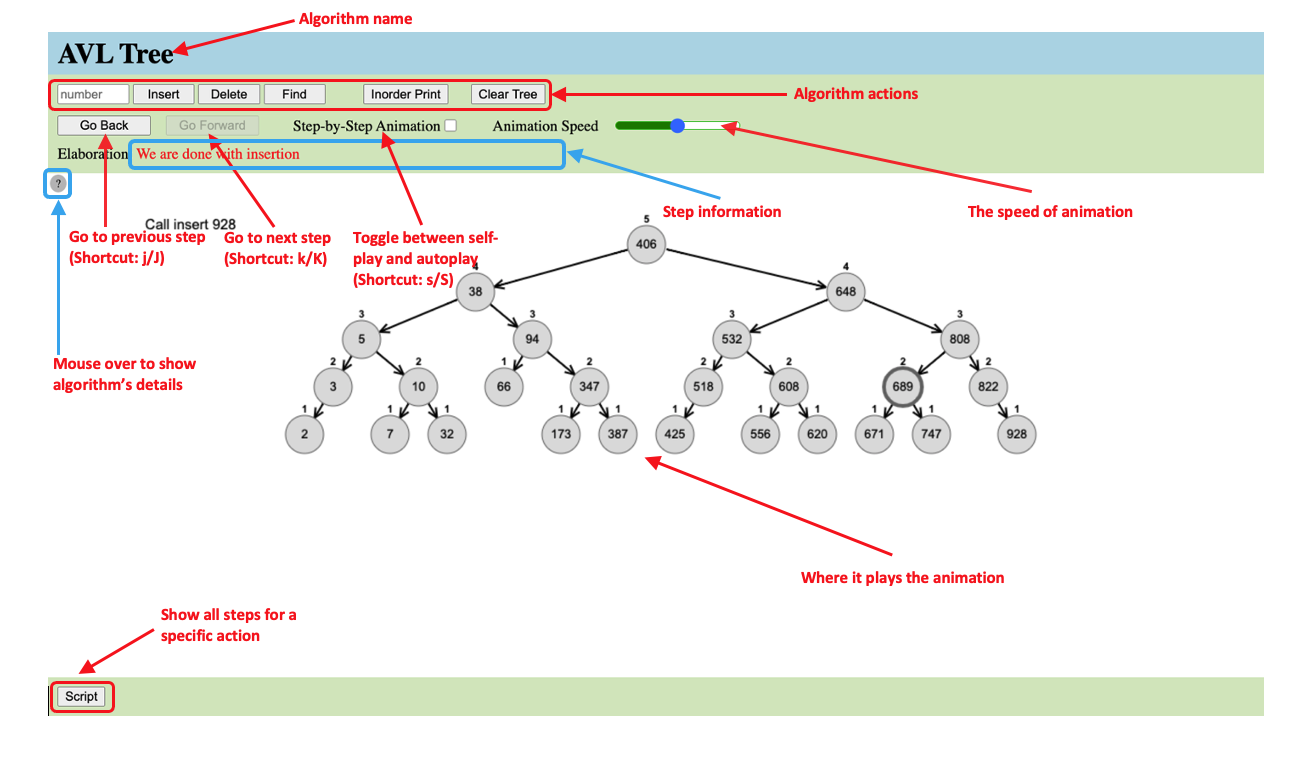 Algorithm name
AVL Tree
number Insert Delete Find Inorder Print Clear Tree
Algorithm actions
Go Back Go Forward Step-by-Step Animation Animation Speed
Elaboration We are done with insertion
?
Step information
The speed of animation
Call insert 928
Go to previous step
(Shortcut: j/J)
Go to next step
(Shortcut: k/K)
Toggle between self-
play and autoplay
(Shortcut: s/S)
5
406
4 4
38 648
3 3 3 3
5 94 532 808
Mouse over to show
algorithm's details
2 2 1 2 2 2 2 2
3 10 66 347 518 608 689 822
1 1 1 1 1 1 1 1 1 1 1
2 7 32 173 387 425 556 620 671 747 928
Where it plays the animation
Show all steps for a
specific action
Script